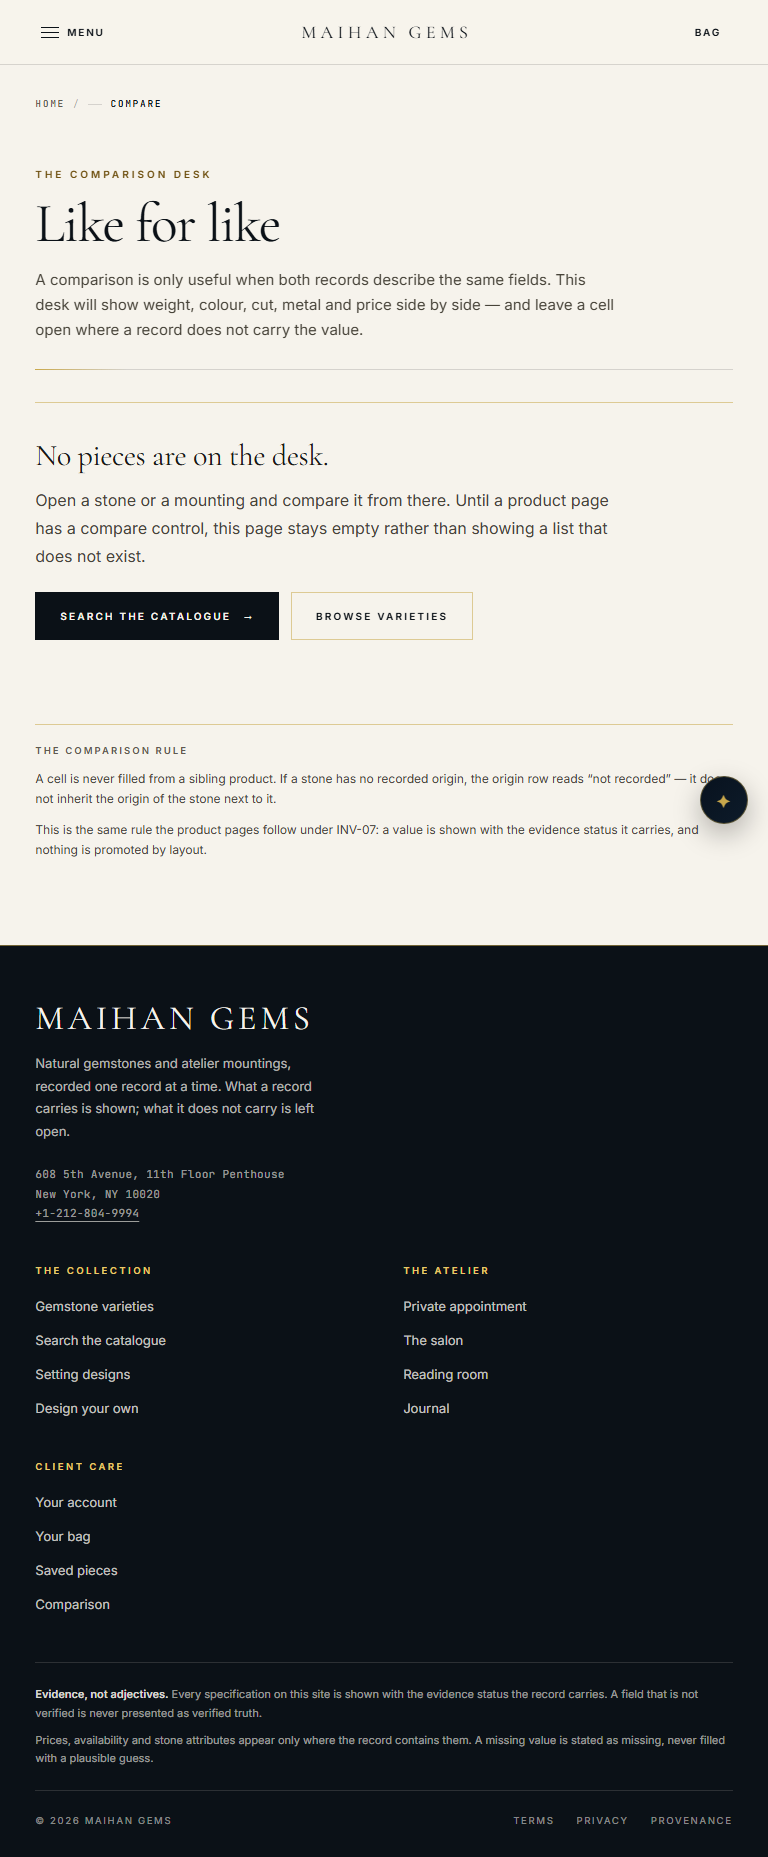 MENU
MAIHAN GEMS
BAG
HOME / — COMPARE
THE COMPARISON DESK
Like for like
A comparison is only useful when both records describe the same fields. This
desk will show weight, colour, cut, metal and price side by side — and leave a cell
open where a record does not carry the value.
No pieces are on the desk.
Open a stone or a mounting and compare it from there. Until a product page
has a compare control, this page stays empty rather than showing a list that
does not exist.
SEARCH THE CATALOGUE →
BROWSE VARIETIES
THE COMPARISON RULE
A cell is never filled from a sibling product. If a stone has no recorded origin, the origin row reads “not recorded” — it
not inherit the origin of the stone next to it.
This is the same rule the product pages follow under INV-07: a value is shown with the evidence status it carries, and
nothing is promoted by layout.
MAIHAN GEMS
Natural gemstones and atelier mountings,
recorded one record at a time. What a record
carries is shown; what it does not carry is left
open.
608 5th Avenue, 11th Floor Penthouse
New York, NY 10020
+1-212-804-9994
THE COLLECTION
Gemstone varieties
Search the catalogue
Setting designs
Design your own
THE ATELIER
Private appointment
The salon
Reading room
Journal
CLIENT CARE
Your account
Your bag
Saved pieces
Comparison
Evidence, not adjectives. Every specification on this site is shown with the evidence status the record carries. A field that is not
verified is never presented as verified truth.
Prices, availability and stone attributes appear only where the record contains them. A missing value is stated as missing, never filled
with a plausible guess.
© 2026 MAIHAN GEMS
TERMS PRIVACY PROVENANCE